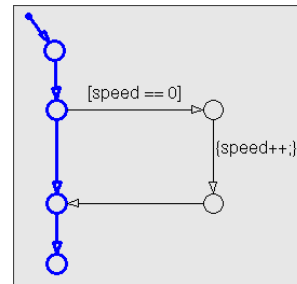 [speed == 0]
{speed++;}